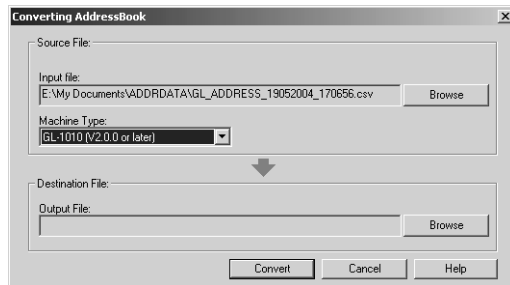 Converting AddressBook
Source File:
Input file:
E:\My Documents\ADDRDATA\GL_ADDRESS_19052004_170656.csv
Browse
Machine Type:
GL-1010 (V2.0.0 or later)
Destination File:
Output File:
Browse
Convert Cancel Help